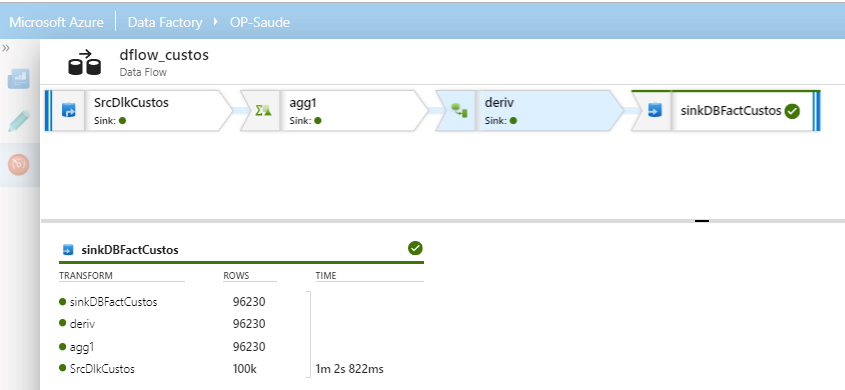 Microsoft Azure Data Factory OP-Saude
»
dflow_custos
Data Flow
SrcDlkCustos
Sink:
agg1
Sink:
deriv
Sink:
sinkDBFactCustos
sinkDBFactCustos
TRANSFORM ROWS TIME
sinkDBFactCustos 96230
deriv 96230
agg1 96230
SrcDlkCustos 100k 1m 2s 822ms